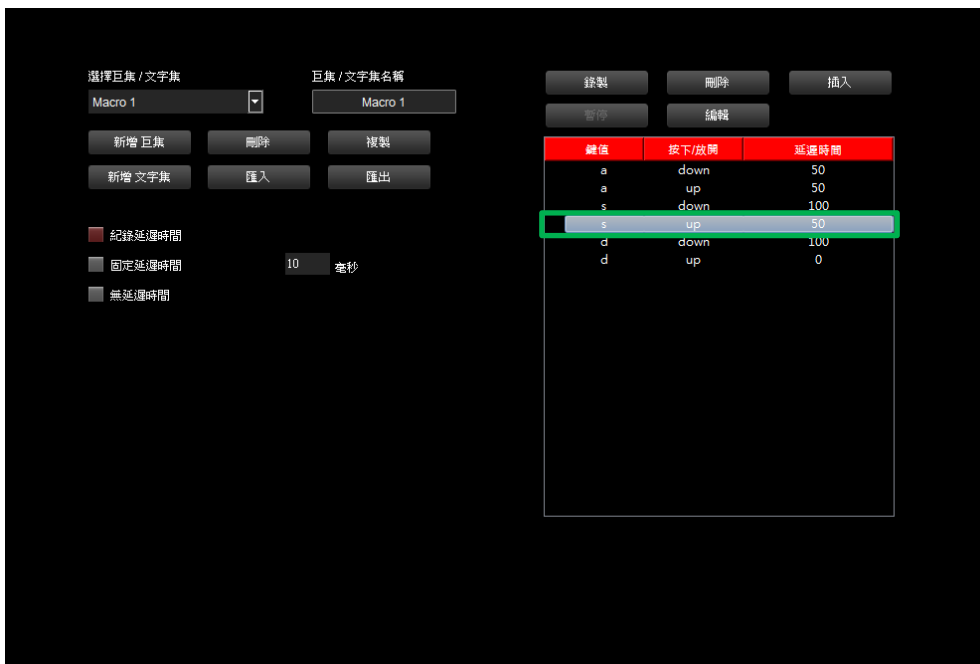 選擇巨集 / 文字集
Macro 1
巨集 / 文字集名稱
Macro 1
新增 巨集
刪除
複製
新增 文字集
匯入
匯出
紀錄延遲時間
固定延遲時間
10
毫秒
無延遲時間
錄製
刪除
插入
暫停
編輯
鍵值 按下/放開 延遲時間
a down 50
a up 50
s down 100
s up 50
d down 100
d up 0